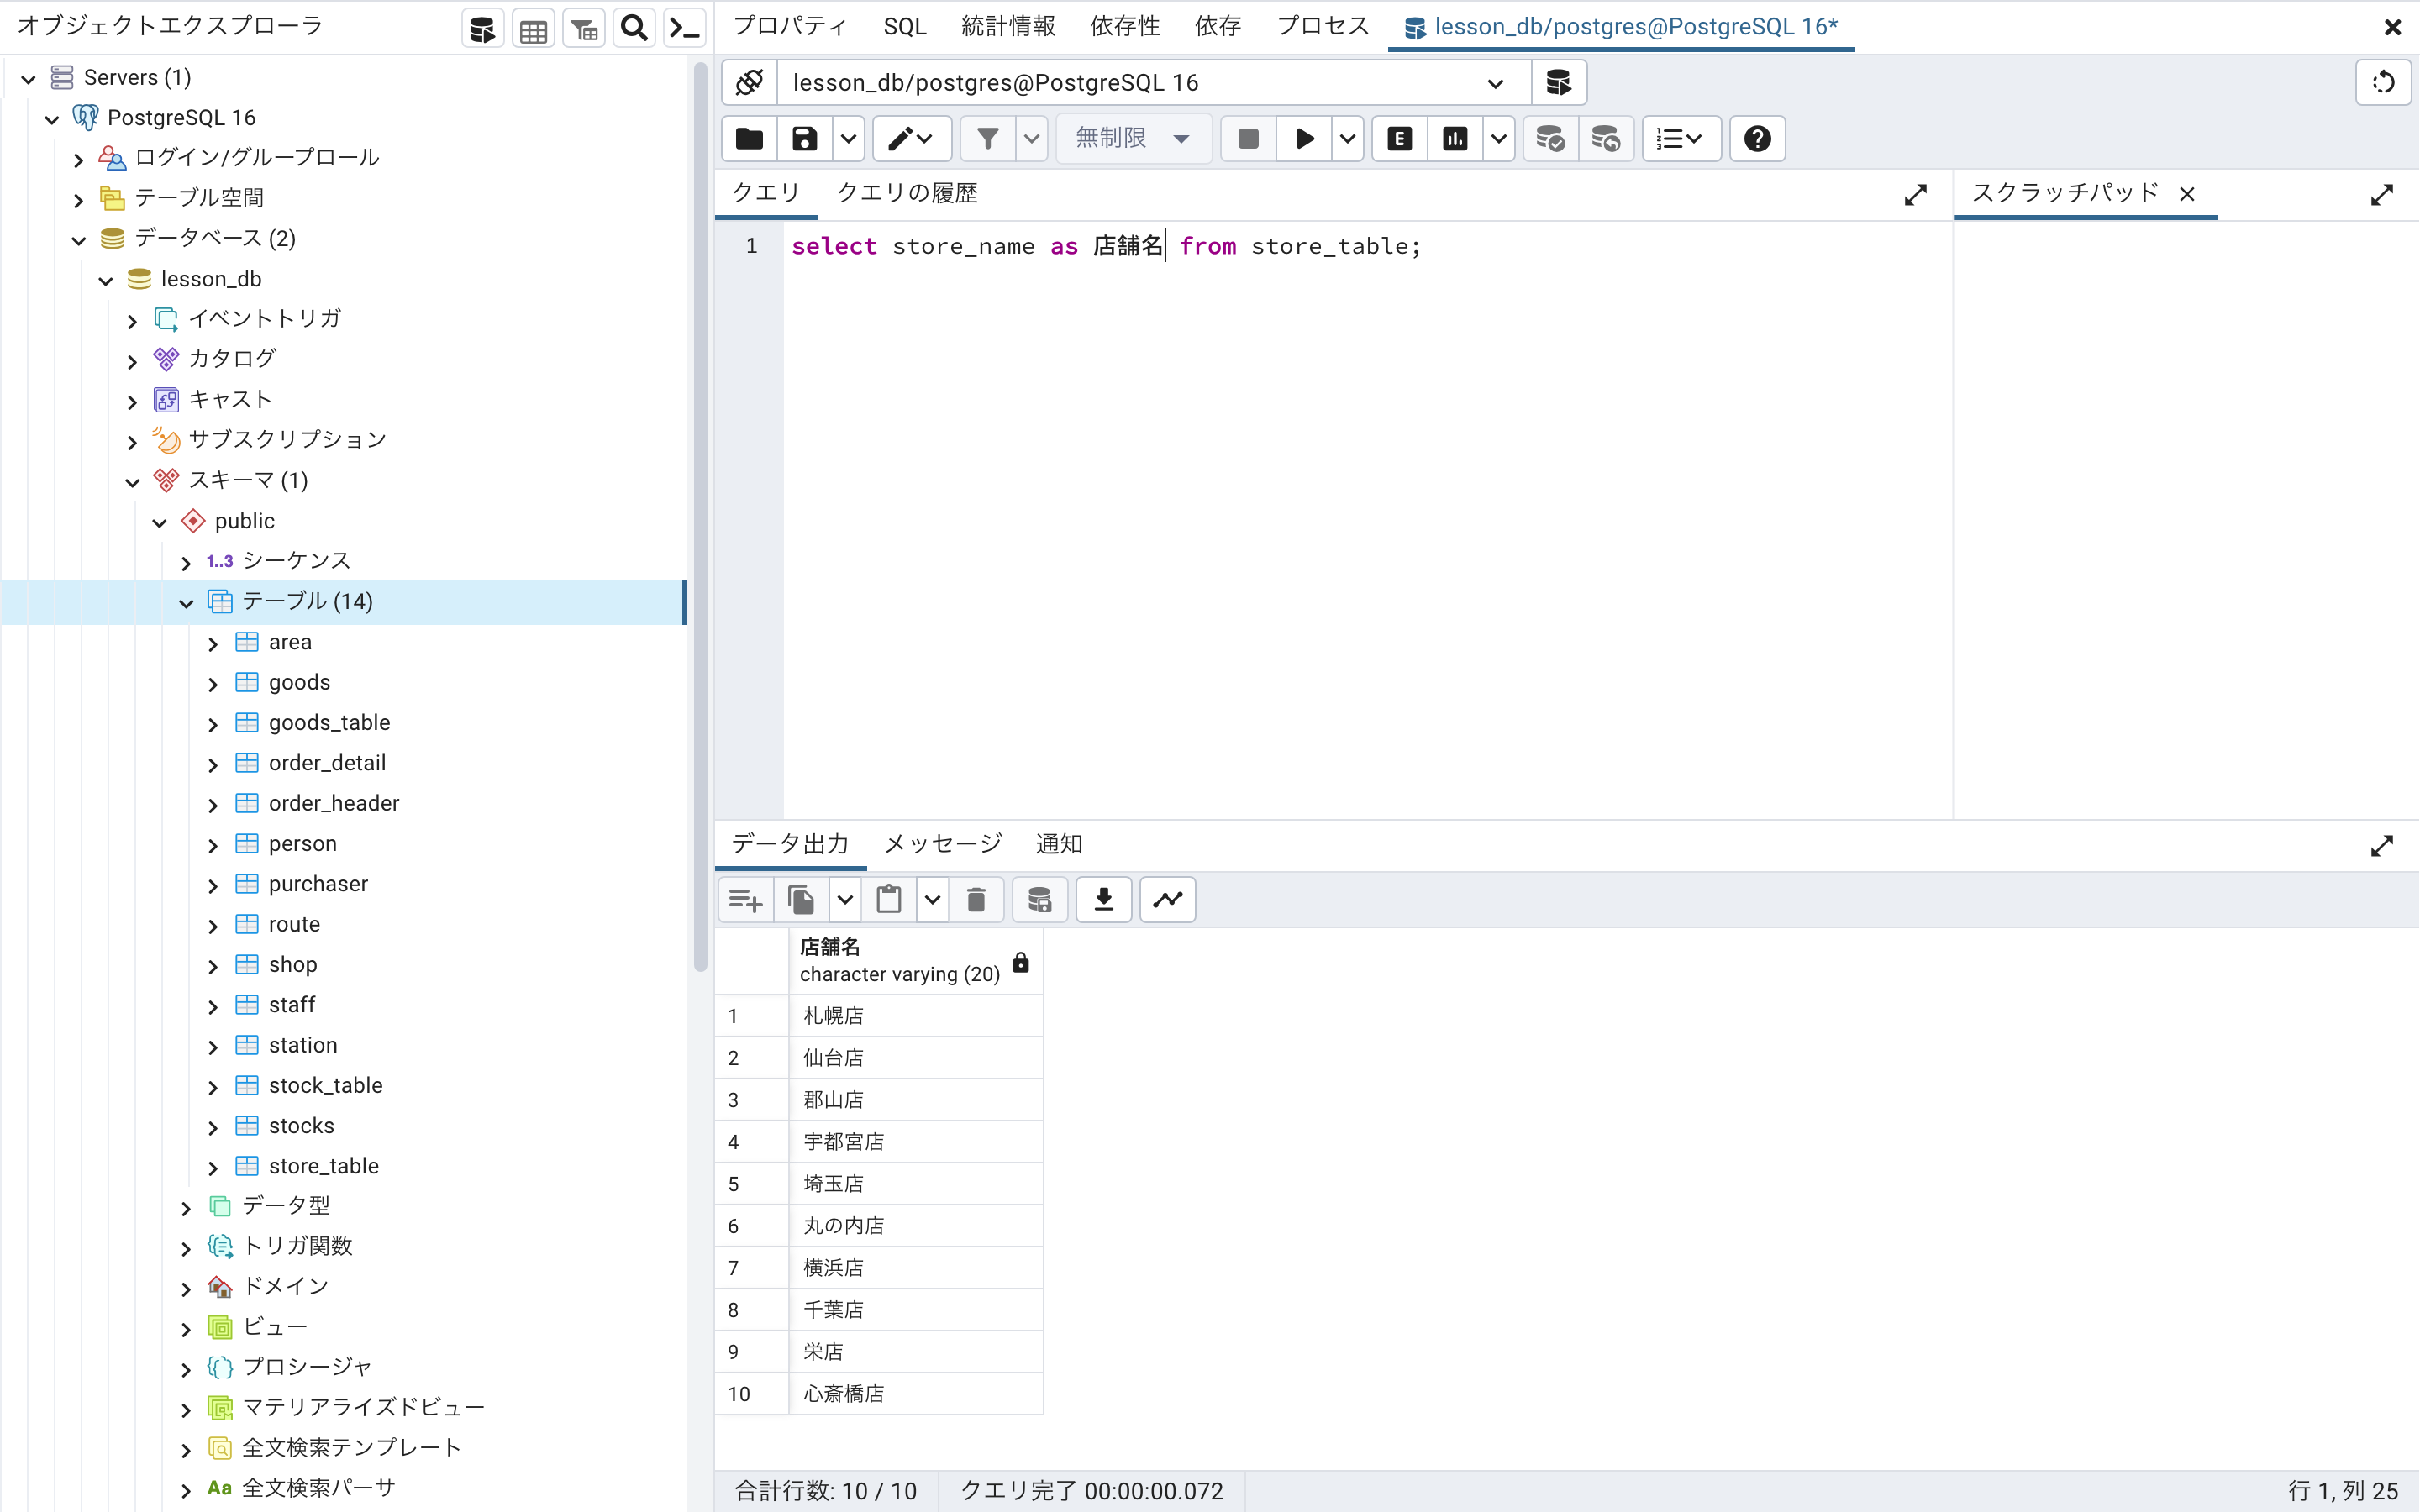 オブジェクトエクスプローラ
Servers (1)
PostgreSQL 16
ログイン/グループロール
テーブル空間
データベース (2)
lesson_db
イベントトリガ
カタログ
キャスト
サブスクリプション
スキーマ (1)
public
1..3 シーケンス
テーブル (14)
area
goods
goods_table
order_detail
order_header
person
purchaser
route
shop
staff
station
stock_table
stocks
store_table
データ型
トリガ関数
ドメイン
ビュー
プロシージャ
マテリアライズドビュー
全文検索テンプレート
Aa 全文検索パーサ
プロパティ SQL 統計情報 依存性 依存 プロセス lesson_db/postgres@PostgreSQL 16*
lesson_db/postgres@PostgreSQL 16
無制限 E
クエリ クエリの履歴
スクラッチパッド
1 select store_name as 店舗名 from store_table;
データ出力 メッセージ 通知
店舗名
character varying (20)
1 札幌店
2 仙台店
3 郡山店
4 宇都宮店
5 埼玉店
6 丸の内店
7 横浜店
8 千葉店
9 栄店
10 心斎橋店
合計行数: 10 / 10 クエリ完了 00:00:00.072 行 1, 列 25